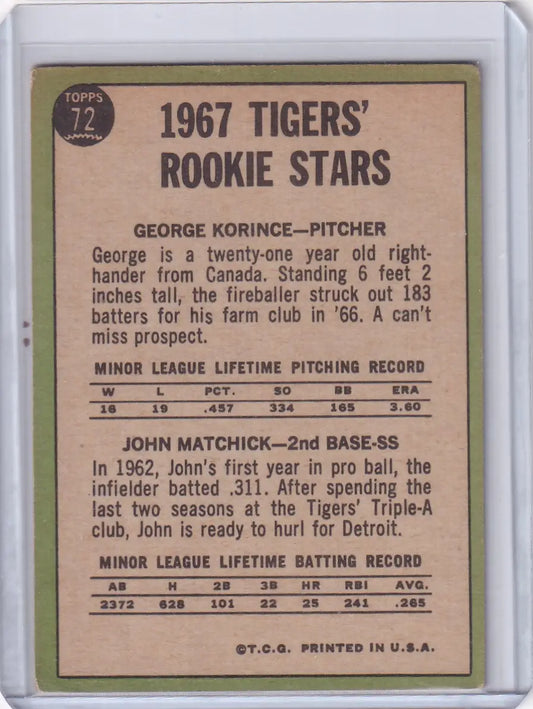 TOPPS
72
1967 TIGERS'
ROOKIE STARS
GEORGE KORINCE—PITCHER
George is a twenty-one year old right-
hander from Canada. Standing 6 feet 2
inches tall, the fireballer struck out 183
batters for his farm club in '66. A can't
miss prospect.
MINOR LEAGUE LIFETIME PITCHING RECORD
W L PCT. SO BB ERA
16 19 .457 334 165 3.60
JOHN MATCHICK—2nd BASE-SS
In 1962, John's first year in pro ball, the
infielder batted .311. After spending the
last two seasons at the Tigers' Triple-A
club, John is ready to hurl for Detroit.
MINOR LEAGUE LIFETIME BATTING RECORD
AB H 2B 3B HR RBI AVG.
2372 628 101 22 25 241 .265
©T.C.G. PRINTED IN U.S.A.